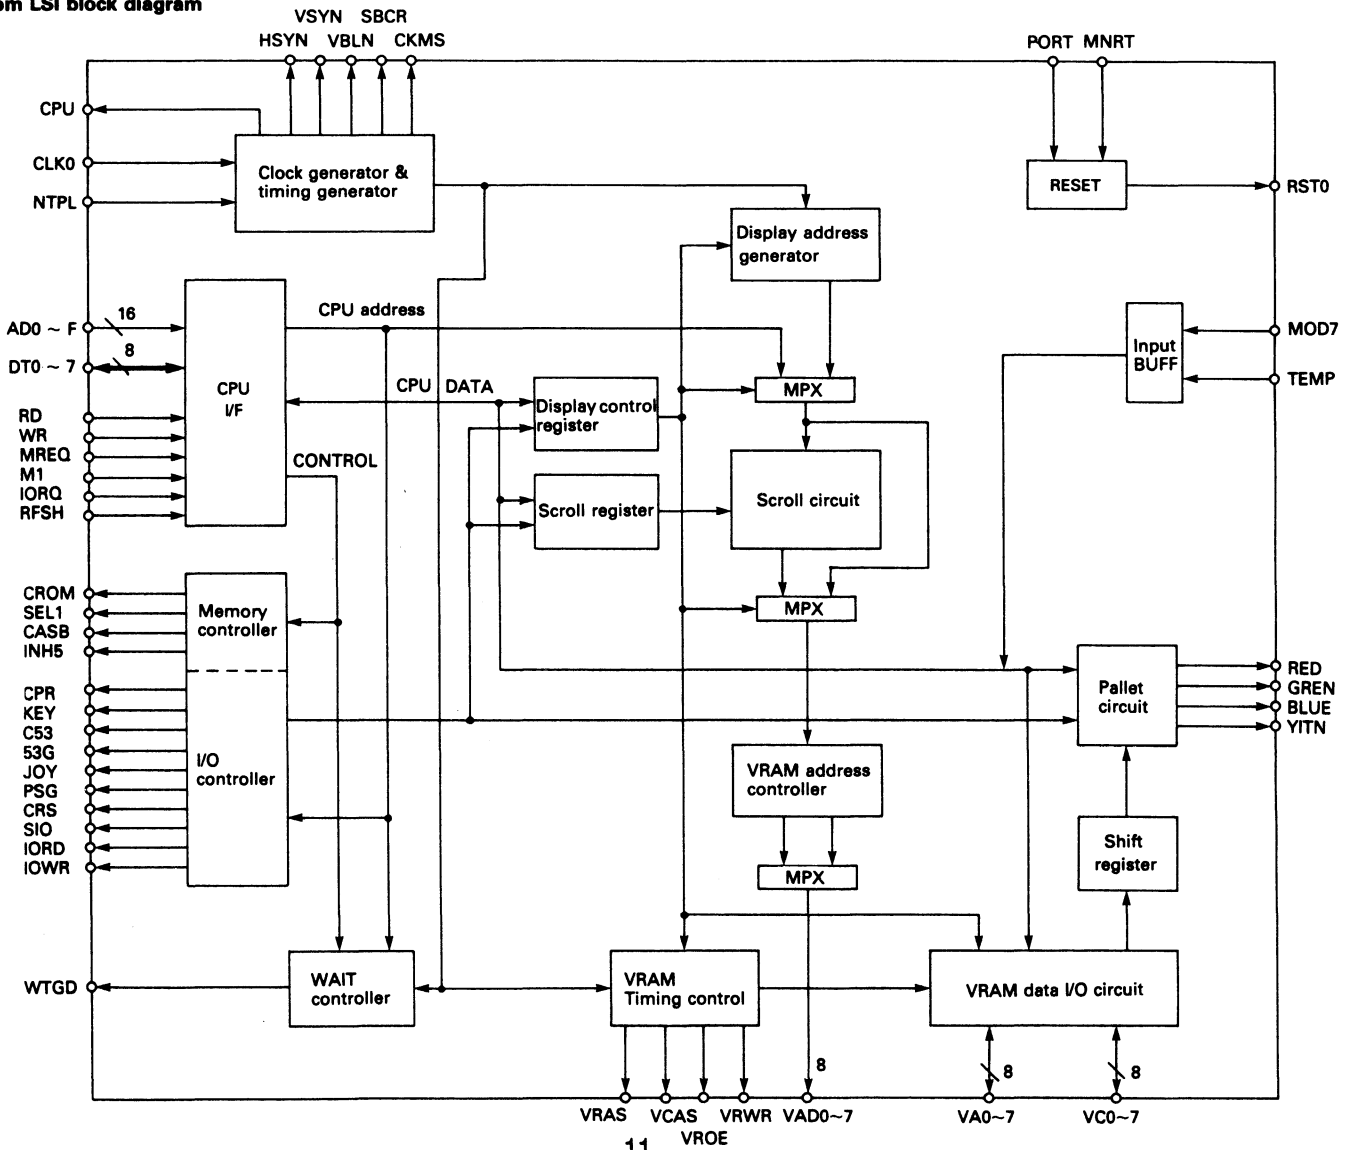 om LSI block diagram
VSYN SBCR
HSYN VBLN CKMS
PORT MNRT
CPU
CLK0
NTPL
Clock generator &
timing generator
RESET
RST0
Display address
generator
CPU address
16
AD0 ~ F
8
DT0 ~ 7
CPU
I/F
CPU DATA
Display control
register
MPX
Input
BUFF
MOD7
TEMP
RD
WR
MREQ
M1
IORQ
RFSH
CONTROL
Scroll register
Scroll circuit
CROM
SEL1
CASB
INH5
Memory
controller
MPX
CPR
KEY
C53
53G
JOY
PSG
CRS
SIO
IORD
IOWR
I/O
controller
Pallet
circuit
RED
GREN
BLUE
YITN
VRAM address
controller
MPX
Shift
register
WTGD
WAIT
controller
VRAM
Timing control
VRAM data I/O circuit
8
8
8
VRAS VCAS VRWR VAD0~7 VA0~7 VC0~7
VROE
11